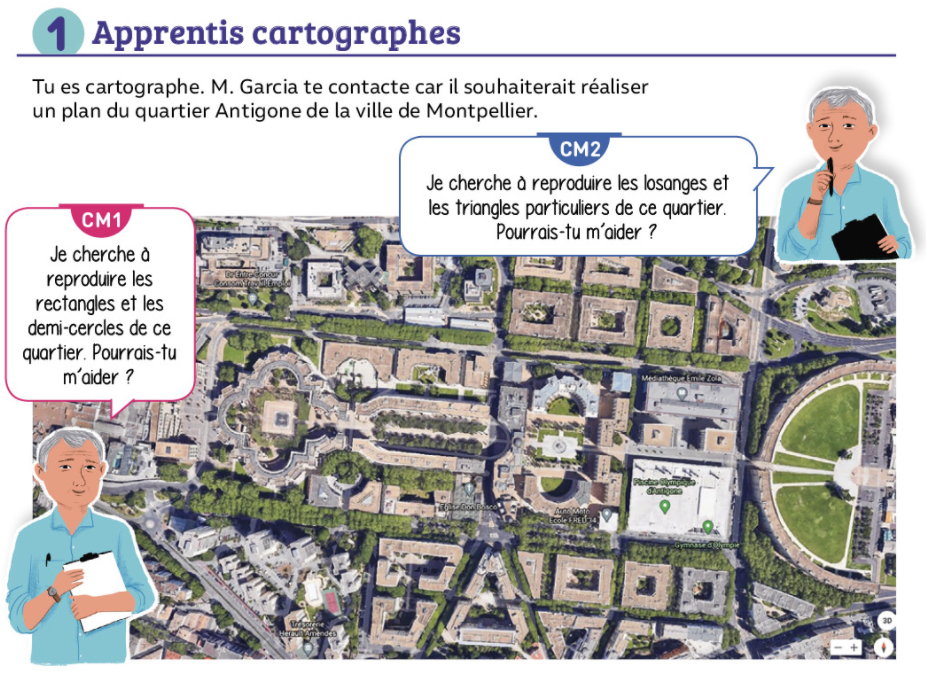 1 Apprentis cartographes
Tu es cartographe. M. Garcia te contacte car il souhaiterait réaliser
un plan du quartier Antigone de la ville de Montpellier.
CM2
Je cherche à reproduire les losanges et
les triangles particuliers de ce quartier.
Pourrais-tu m'aider ?
CM1
Je cherche à
reproduire les
rectangles et les
demi-cercles de ce
quartier. Pourrais-tu
m'aider ?
Médiathèque Emile Zola
Piscine Olympique
d'Antigone
Église Don Bosco
Auto Moto
École FRED 34
Gymnase d'Olympie
Trésorerie
Hérault Amendes
3D
− +